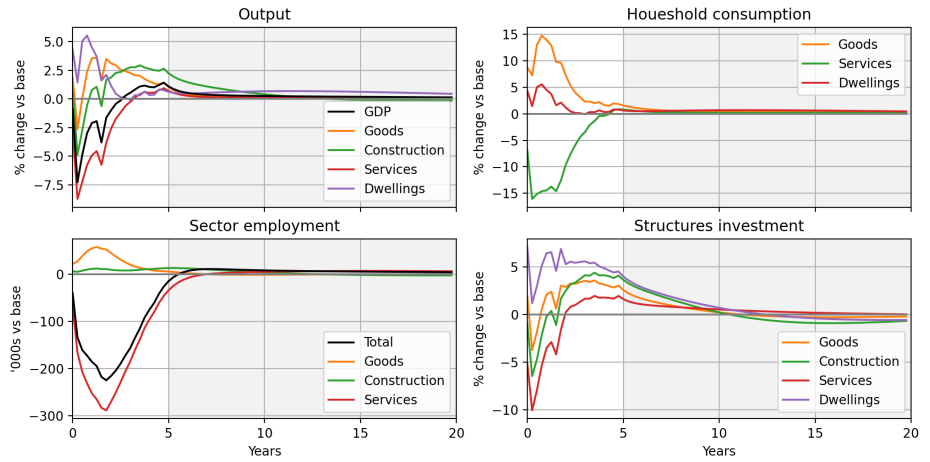 Output
% change vs base
5.0
2.5
0.0
−2.5
−5.0
−7.5
GDP
Goods
Construction
Services
Dwellings
Houeshold consumption
% change vs base
15
10
5
0
−5
−10
−15
Goods
Services
Dwellings
Sector employment
'000s vs base
0
−100
−200
−300
Total
Goods
Construction
Services
0 5 10 15 20
Years
Structures investment
% change vs base
5
0
−5
−10
Goods
Construction
Services
Dwellings
0 5 10 15 20
Years